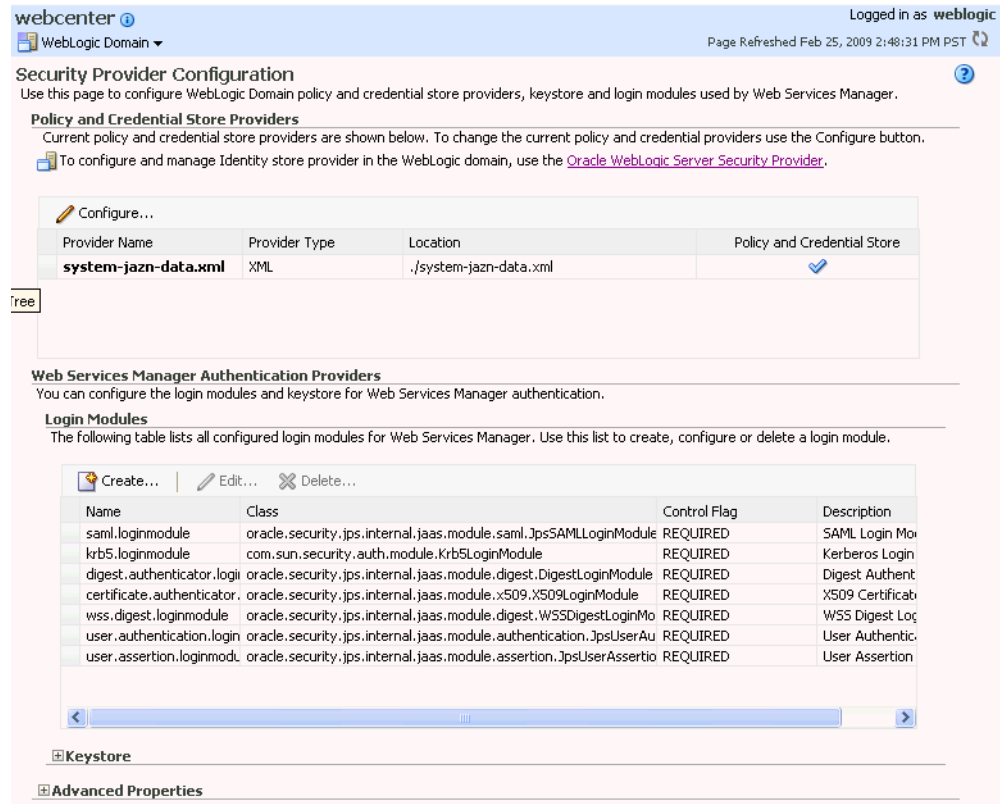 webcenter
Logged in as weblogic
WebLogic Domain
Page Refreshed Feb 25, 2009 2:48:31 PM PST
Security Provider Configuration
Use this page to configure WebLogic Domain policy and credential store providers, keystore and login modules used by Web Services Manager.
Policy and Credential Store Providers
Current policy and credential store providers are shown below. To change the current policy and credential providers use the Configure button.
To configure and manage Identity store provider in the WebLogic domain, use the Oracle WebLogic Server Security Provider.
Configure...
Provider Name Provider Type Location Policy and Credential Store
system-jazn-data.xml XML ./system-jazn-data.xml
Tree
Web Services Manager Authentication Providers
You can configure the login modules and keystore for Web Services Manager authentication.
Login Modules
The following table lists all configured login modules for Web Services Manager. Use this list to create, configure or delete a login module.
Create... Edit... Delete...
Name Class Control Flag Description
saml.loginmodule oracle.security.jps.internal.jaas.module.saml.JpsSAMLLoginModule REQUIRED SAML Login Mo
krb5.loginmodule com.sun.security.auth.module.Krb5LoginModule REQUIRED Kerberos Login
digest.authenticator.logi oracle.security.jps.internal.jaas.module.digest.DigestLoginModule REQUIRED Digest Authent
certificate.authenticator. oracle.security.jps.internal.jaas.module.x509.X509LoginModule REQUIRED X509 Certificat
wss.digest.loginmodule oracle.security.jps.internal.jaas.module.digest.WSSDigestLoginMo REQUIRED WSS Digest Log
user.authentication.login oracle.security.jps.internal.jaas.module.authentication.JpsUserAu REQUIRED User Authentic
user.assertion.loginmodu oracle.security.jps.internal.jaas.module.assertion.JpsUserAssertio REQUIRED User Assertion
Keystore
Advanced Properties